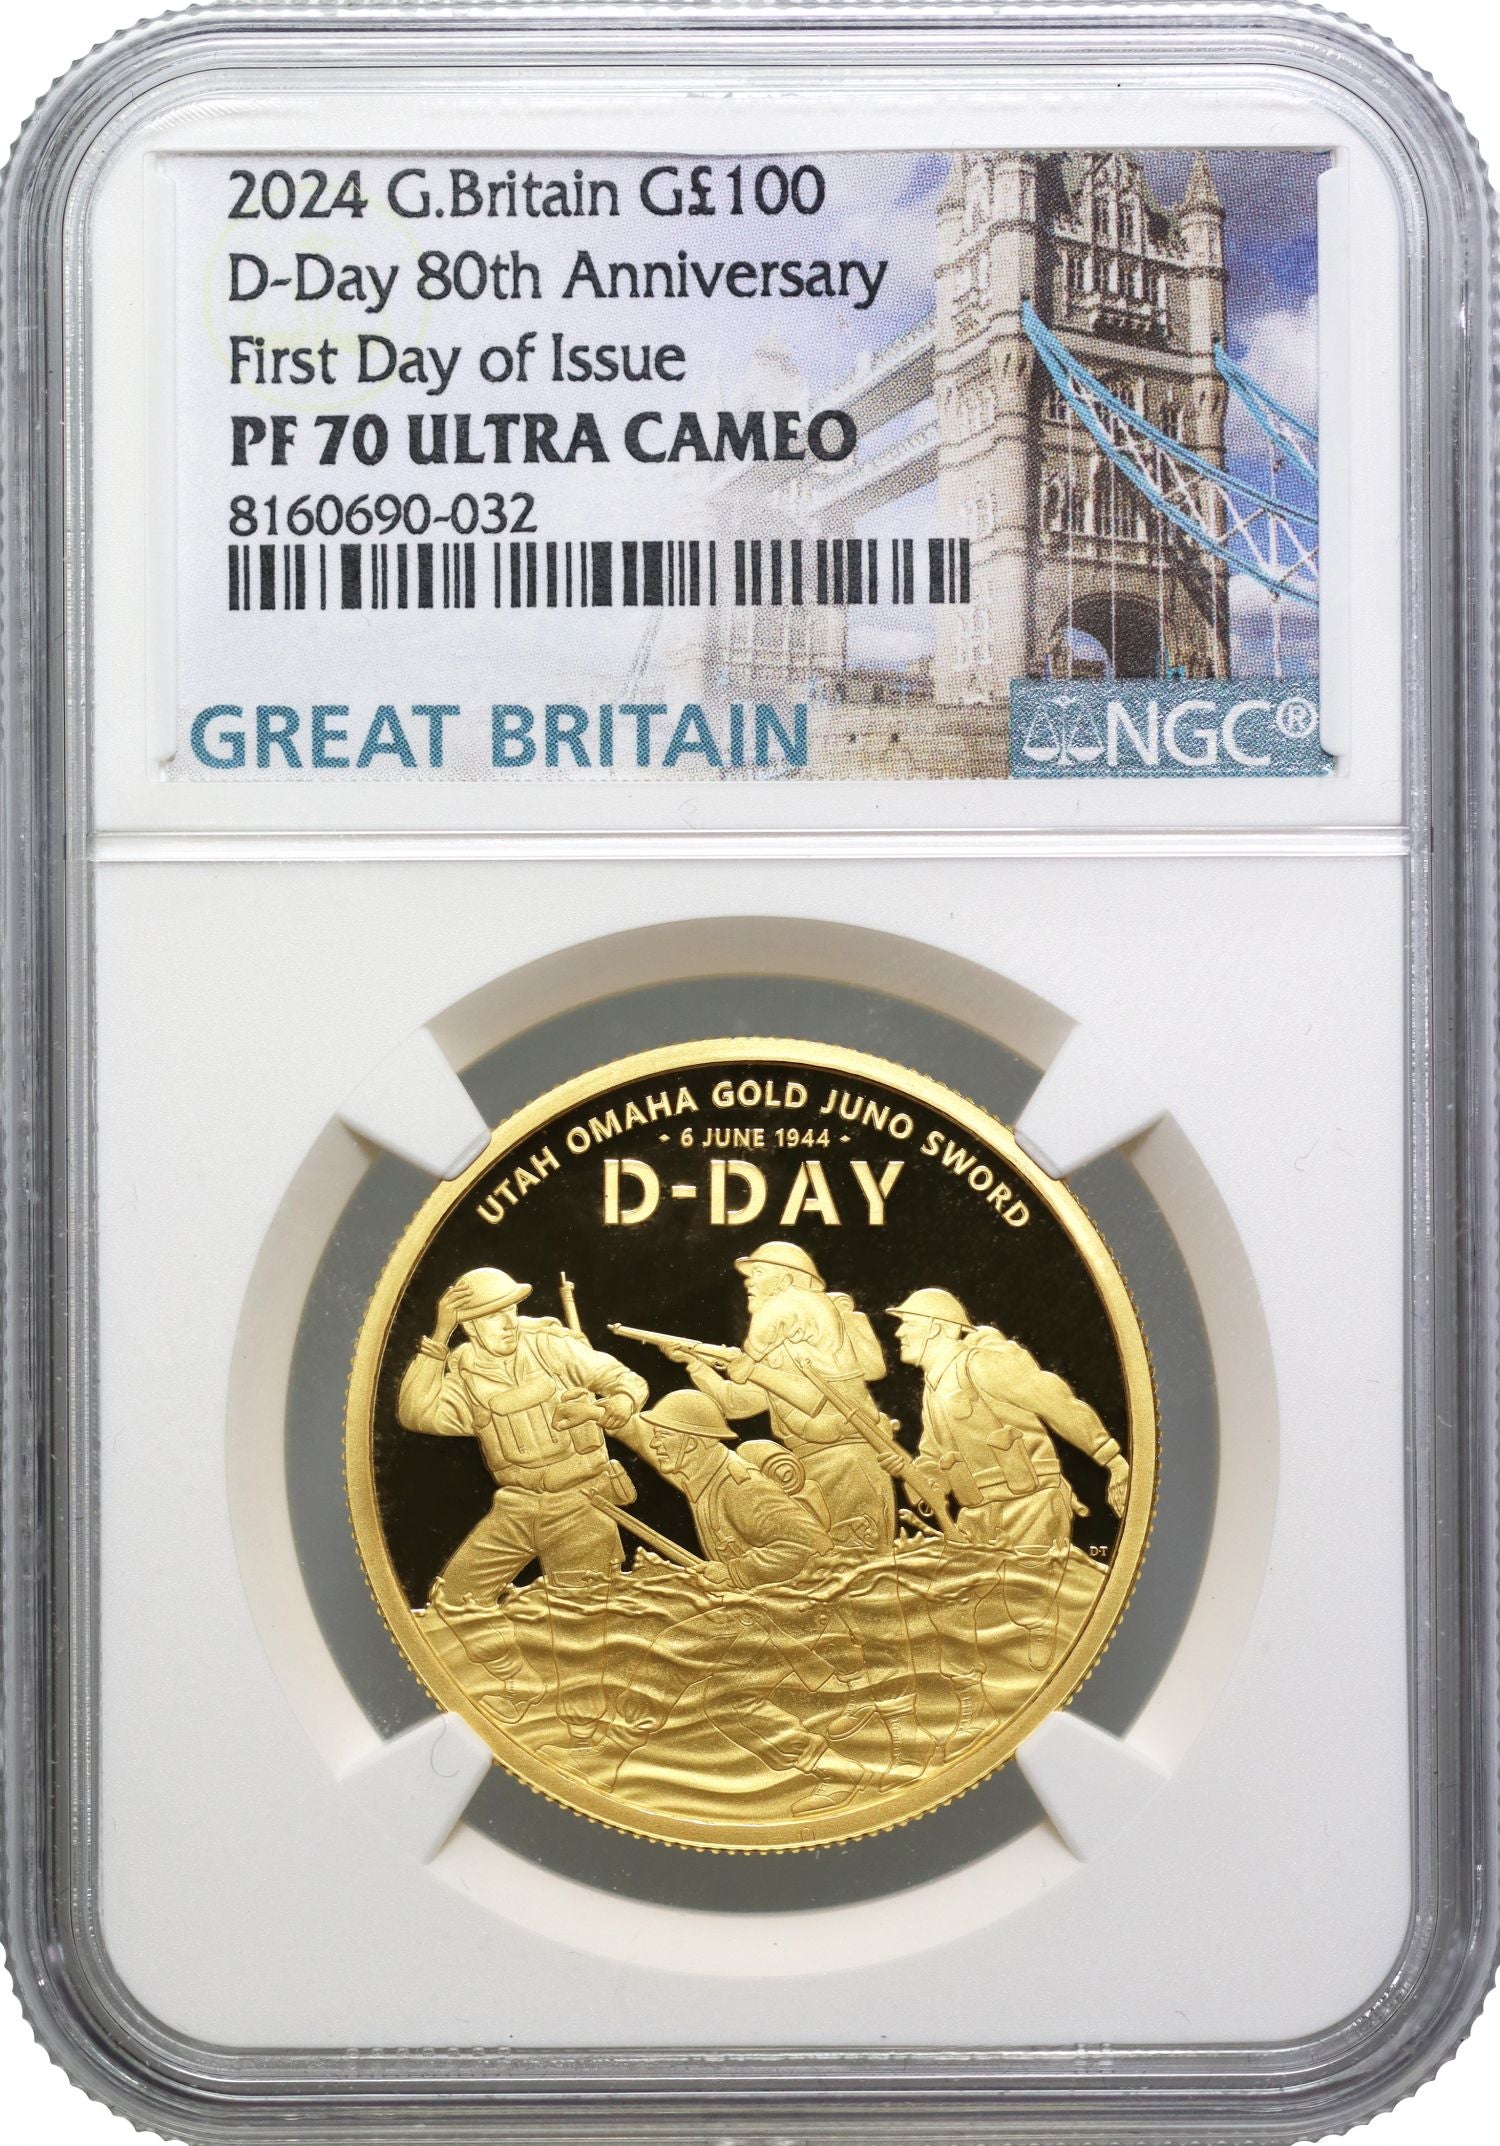 2024 G.Britain G£100
D-Day 80th Anniversary
First Day of Issue
PF 70 ULTRA CAMEO
8160690-032
GREAT BRITAIN
NGC®
UTAH OMAHA GOLD JUNO SWORD
· 6 JUNE 1944 ·
D-DAY
D·T